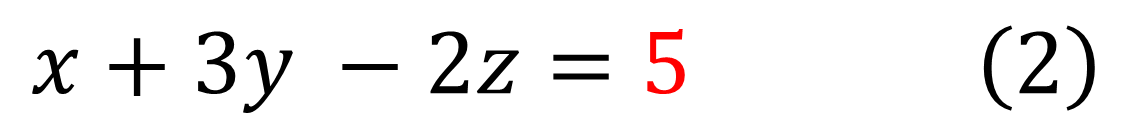 x + 3y − 2z = 5 (2)